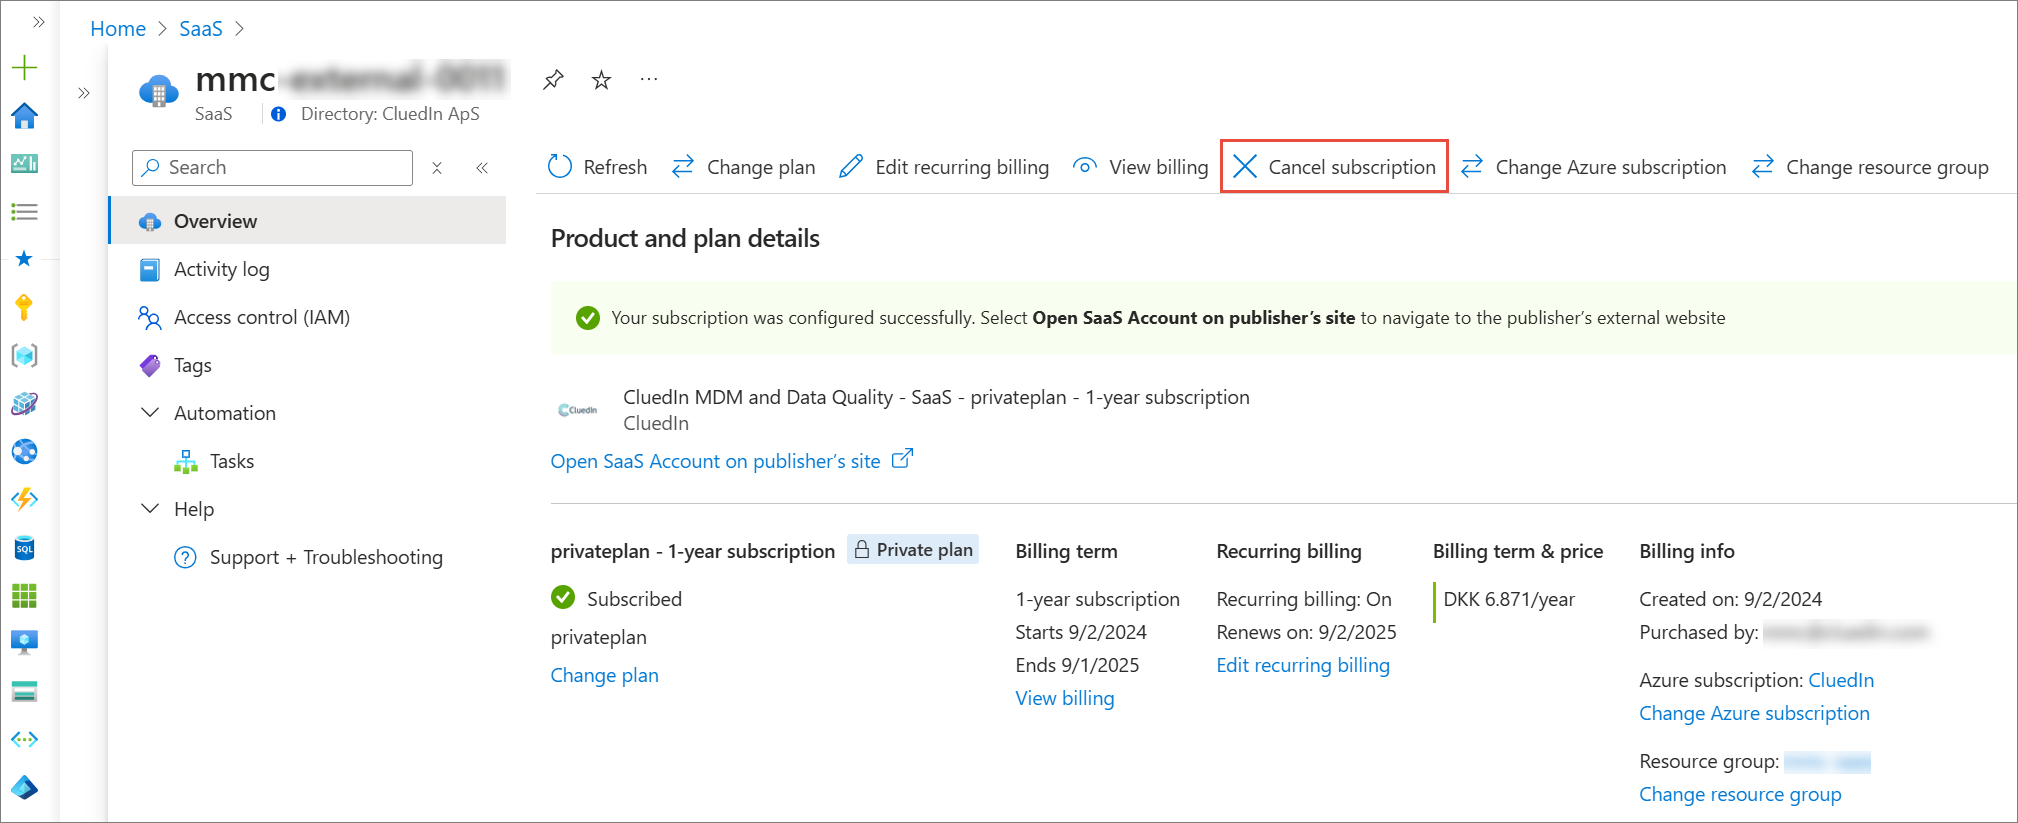 Home > SaaS >
mmc
SaaS
Directory: CluedIn ApS
Search
Refresh
Change plan
Edit recurring billing
View billing
Cancel subscription
Change Azure subscription
Change resource group
Overview
Activity log
Access control (IAM)
Tags
Automation
Tasks
Help
Support + Troubleshooting
SQL
Product and plan details
Your subscription was configured successfully. Select Open SaaS Account on publisher’s site to navigate to the publisher’s external website
CluedIn
CluedIn MDM and Data Quality - SaaS - privateplan - 1-year subscription
CluedIn
Open SaaS Account on publisher’s site
privateplan - 1-year subscription
Private plan
Subscribed
privateplan
Change plan
Billing term
1-year subscription
Starts 9/2/2024
Ends 9/1/2025
View billing
Recurring billing
Recurring billing: On
Renews on: 9/2/2025
Edit recurring billing
Billing term & price
DKK 6.871/year
Billing info
Created on: 9/2/2024
Purchased by:
Azure subscription: CluedIn
Change Azure subscription
Resource group:
Change resource group